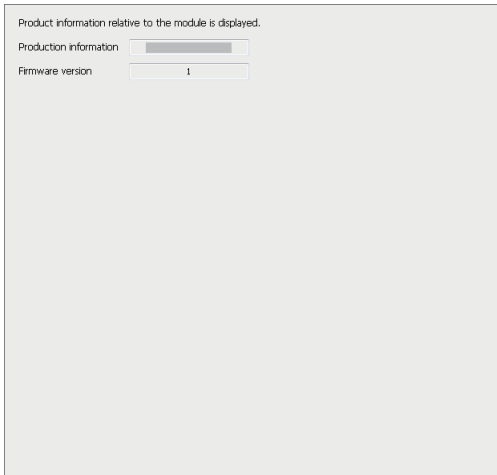 Product information relative to the module is displayed.
Production information
Firmware version 1